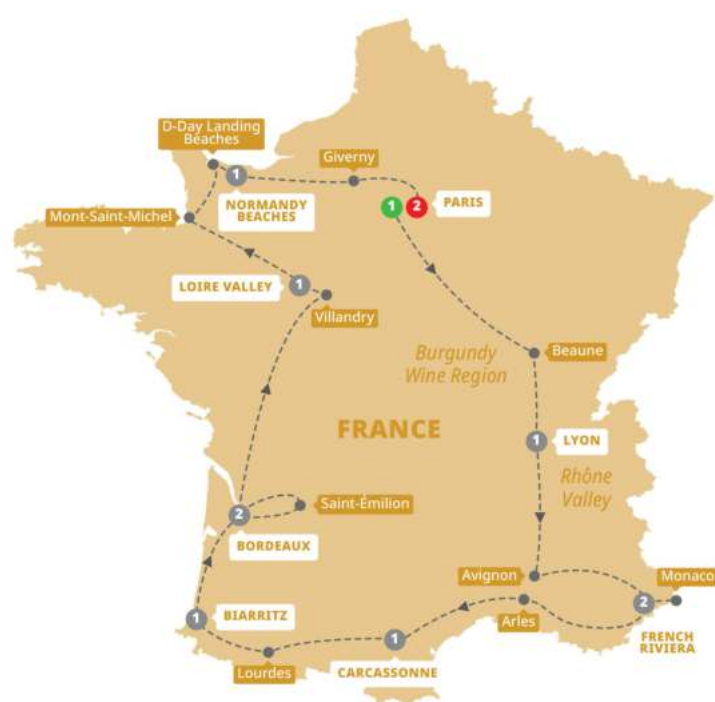 D-Day Landing
Beaches
Giverny
1
NORMANDY
BEACHES
1
2
PARIS
Mont-Saint-Michel
LOIRE VALLEY
1
Villandry
Burgundy
Wine Region
Beaune
FRANCE
1
LYON
Rhône
Valley
2
BORDEAUX
Saint-Émilion
Avignon
Monaco
2
FRENCH
RIVIERA
Arles
1
BIARRITZ
Lourdes
1
CARCASSONNE